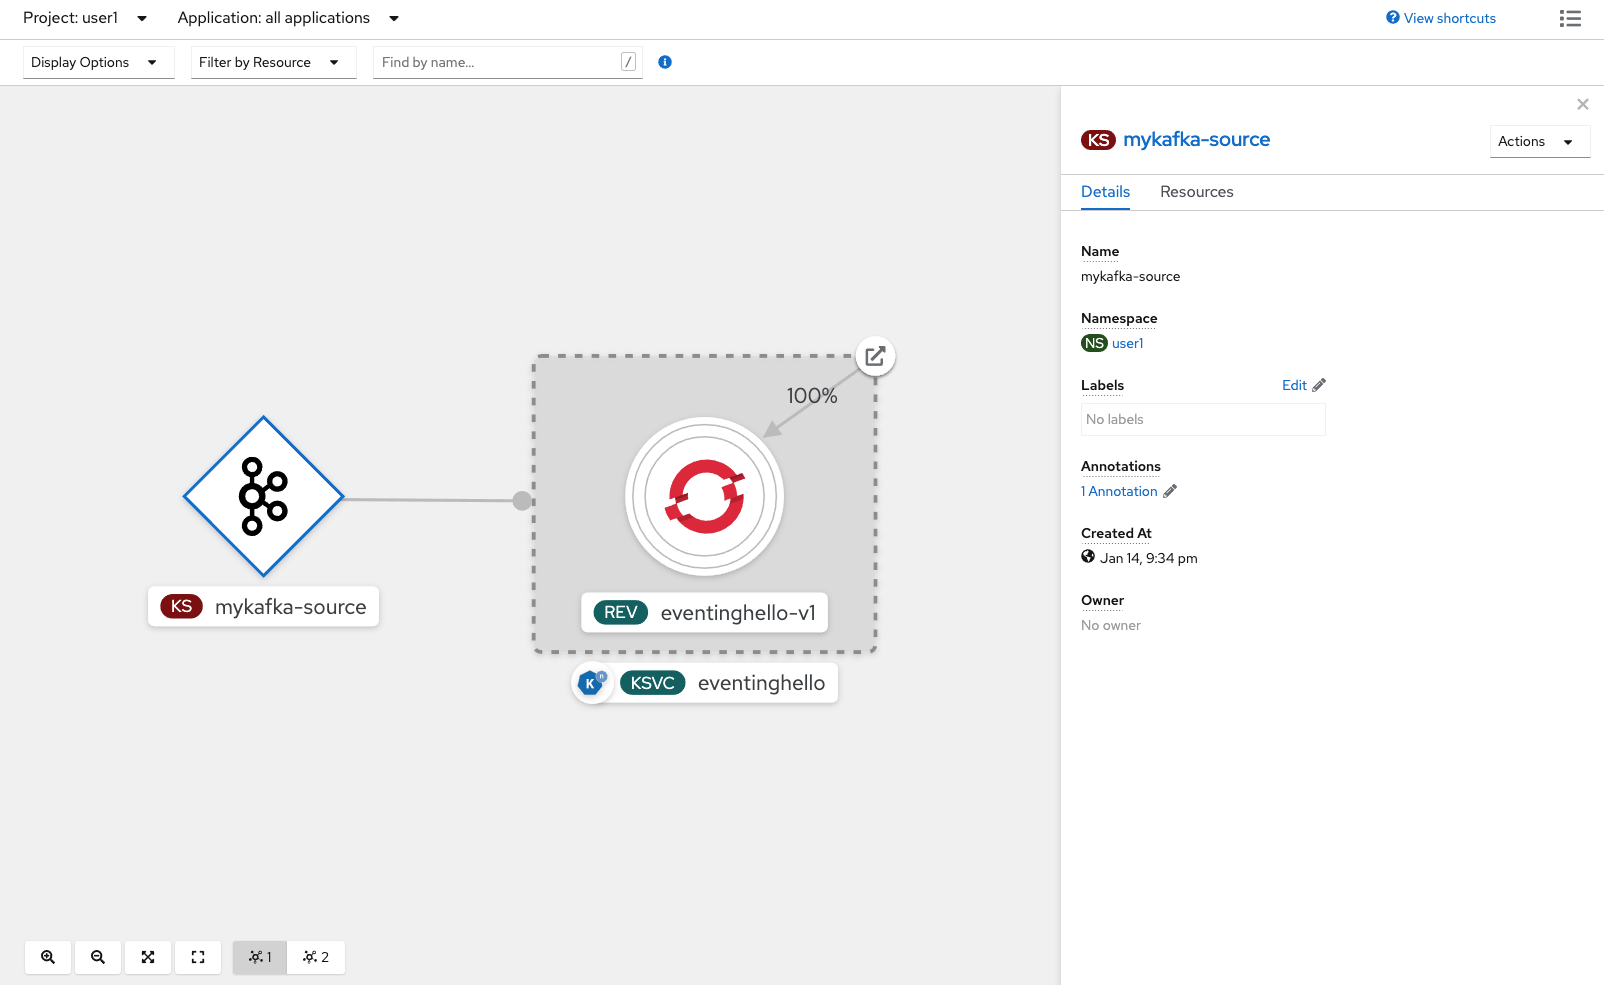 Project: user1
Application: all applications
View shortcuts
Display Options
Filter by Resource
Find by name...
/
KS mykafka-source
Actions
Details
Resources
Name
mykafka-source
Namespace
NS user1
Labels
Edit
No labels
Annotations
1 Annotation
Created At
Jan 14, 9:34 pm
Owner
No owner
100%
KS mykafka-source
REV eventinghello-v1
K n KSVC eventinghello
1
2